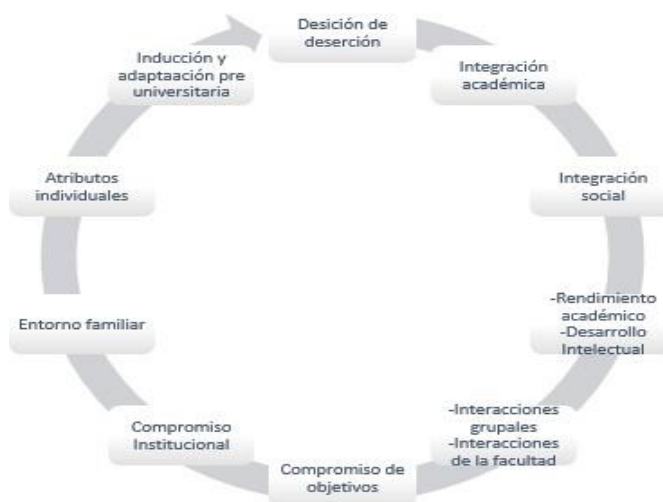 Desición de
deserción
Integración
académica
Integración
social
-Rendimiento
académico
-Desarrollo
Intelectual
-Interacciones
grupales
-Interacciones
de la facultad
Compromiso de
objetivos
Compromiso
Institucional
Entorno familiar
Atributos
individuales
Inducción y
adaptaación pre
universitaria